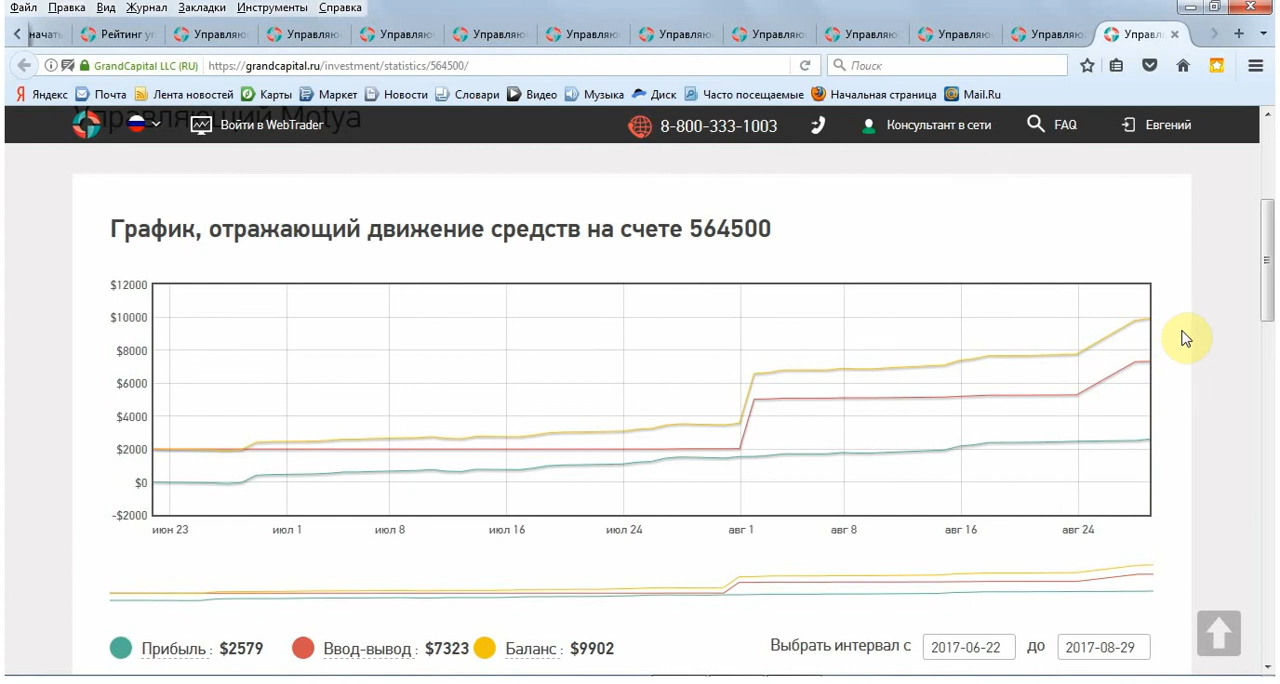 Файл Правка Вид Журнал Закладки Инструменты Справка
начать Рейтинг у Управляю Управляю Управляю Управляю Управляю Управляю Управляю Управляю Управляю Управляю Управл
GrandCapital LLC (RU) https://grandcapital.ru/investment/statistics/564500/ Поиск
Яндекс Почта Лента новостей Карты Маркет Новости Словари Видео Музыка Диск Часто посещаемые Начальная страница Mail.Ru
Управляющий Motya
Войти в WebTrader 8-800-333-1003 Консультант в сети FAQ Евгений
График, отражающий движение средств на счете 564500
$12000
$10000
$8000
$6000
$4000
$2000
$0
-$2000
июн 23 июл 1 июл 8 июл 16 июл 24 авг 1 авг 8 авг 16 авг 24
Прибыль : $2579 Ввод-вывод : $7323 Баланс : $9902 Выбрать интервал с 2017-06-22 до 2017-08-29